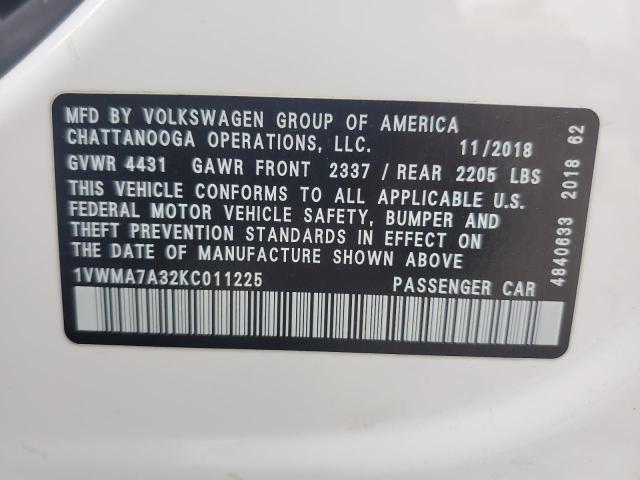 MFD BY VOLKSWAGEN GROUP OF AMERICA
CHATTANOOGA OPERATIONS, LLC. 11/2018
GVWR 4431 GAWR FRONT 2337 / REAR 2205 LBS
THIS VEHICLE CONFORMS TO ALL APPLICABLE U.S.
FEDERAL MOTOR VEHICLE SAFETY, BUMPER AND
THEFT PREVENTION STANDARDS IN EFFECT ON
THE DATE OF MANUFACTURE SHOWN ABOVE
1VWMA7A32KC011225 PASSENGER CAR
4840633 2018 62